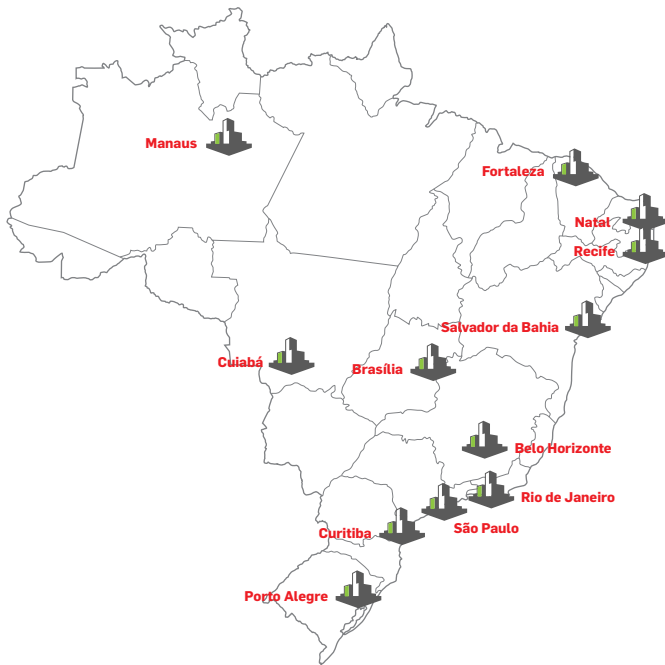 Manaus
Fortaleza
Natal
Recife
Salvador da Bahia
Cuiabá
Brasília
Belo Horizonte
Rio de Janeiro
São Paulo
Curitiba
Porto Alegre